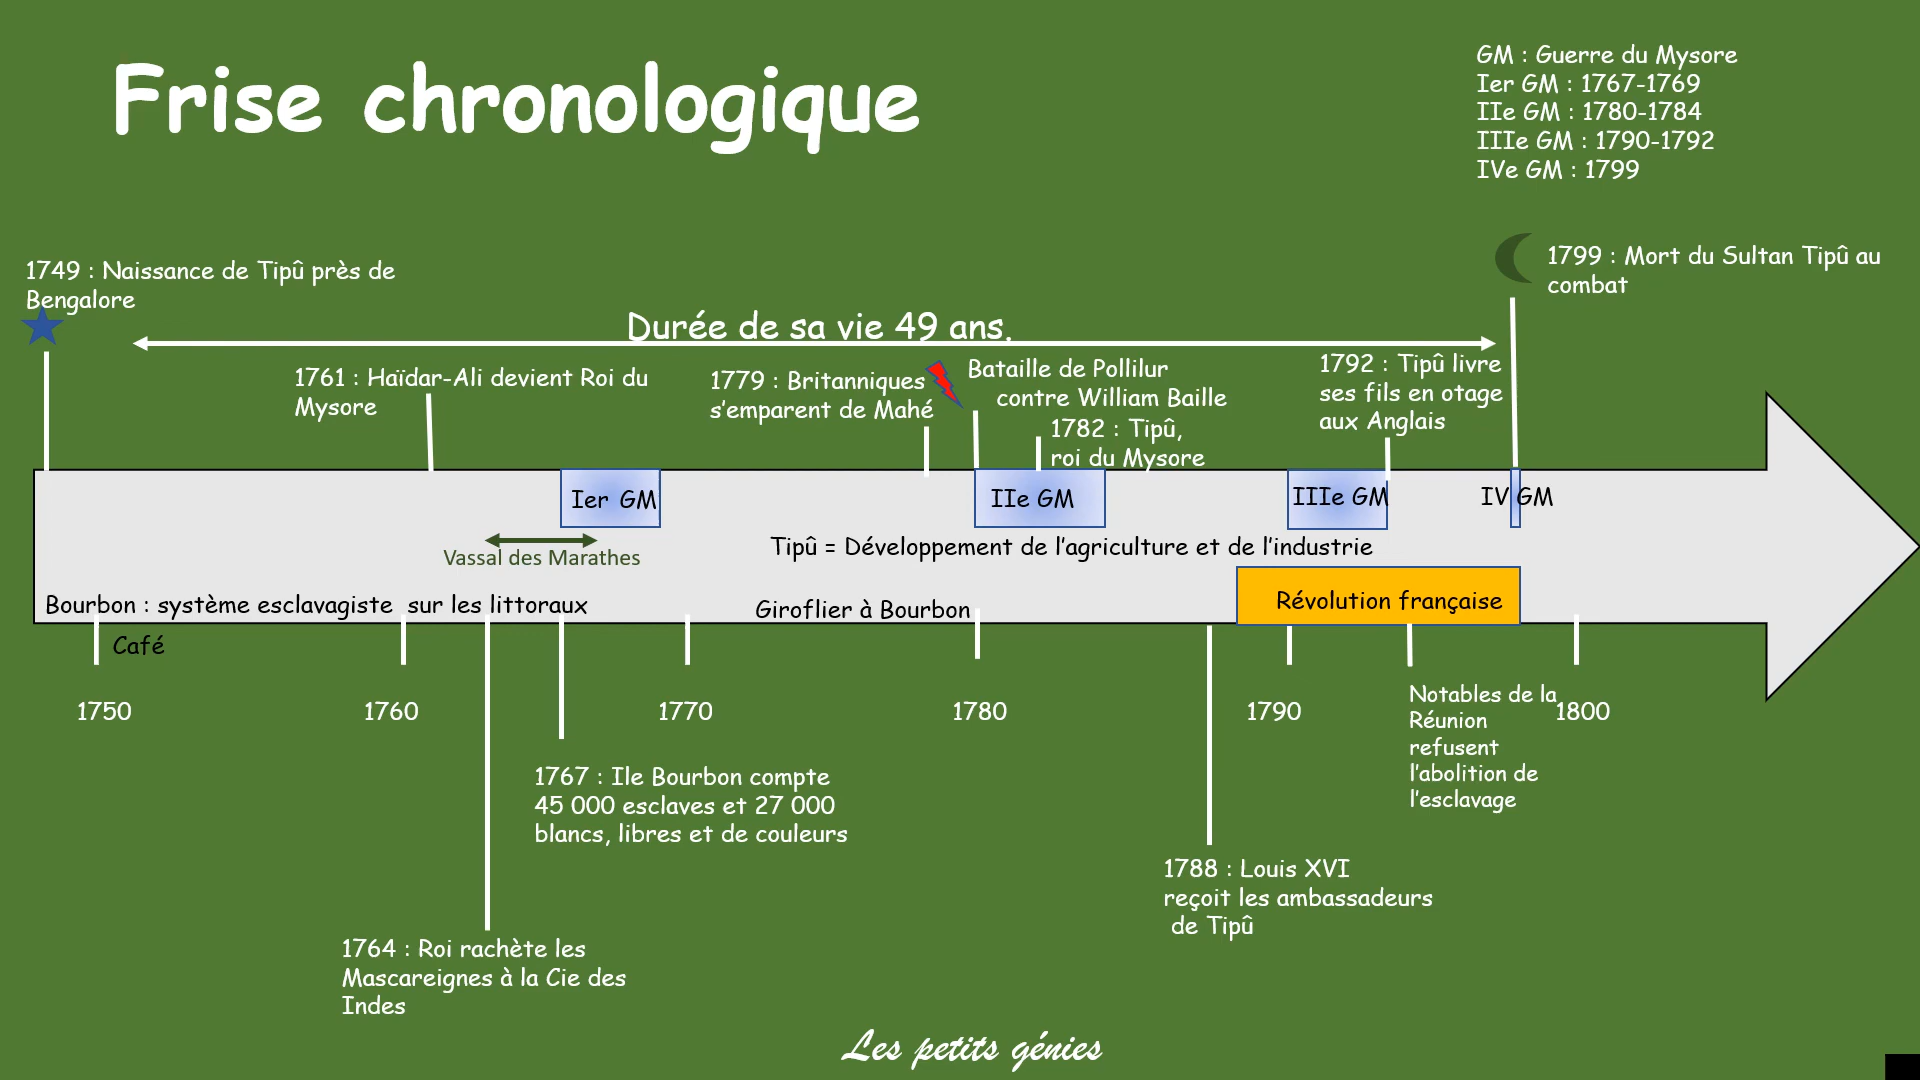 Frise chronologique
GM : Guerre du Mysore
Ier GM : 1767-1769
IIe GM : 1780-1784
IIIe GM : 1790-1792
IVe GM : 1799
1749 : Naissance de Tipû près de
Bengalore
1799 : Mort du Sultan Tipû au
combat
Durée de sa vie 49 ans.
1761 : Haïdar-Ali devient Roi du
Mysore
1779 : Britanniques
s’emparent de Mahé
Bataille de Pollilur
contre William Baille
1782 : Tipû,
roi du Mysore
1792 : Tipû livre
ses fils en otage
aux Anglais
Ier GM
IIe GM
IIIe GM
IV GM
Vassal des Marathes
Tipû = Développement de l’agriculture et de l’industrie
Bourbon : système esclavagiste sur les littoraux
Café
Giroflier à Bourbon
Révolution française
1750
1760
1770
1780
1790
1800
Notables de la
Réunion
refusent
l’abolition de
l’esclavage
1767 : Ile Bourbon compte
45 000 esclaves et 27 000
blancs, libres et de couleurs
1788 : Louis XVI
reçoit les ambassadeurs
de Tipû
1764 : Roi rachète les
Mascareignes à la Cie des
Indes
Les petits génies